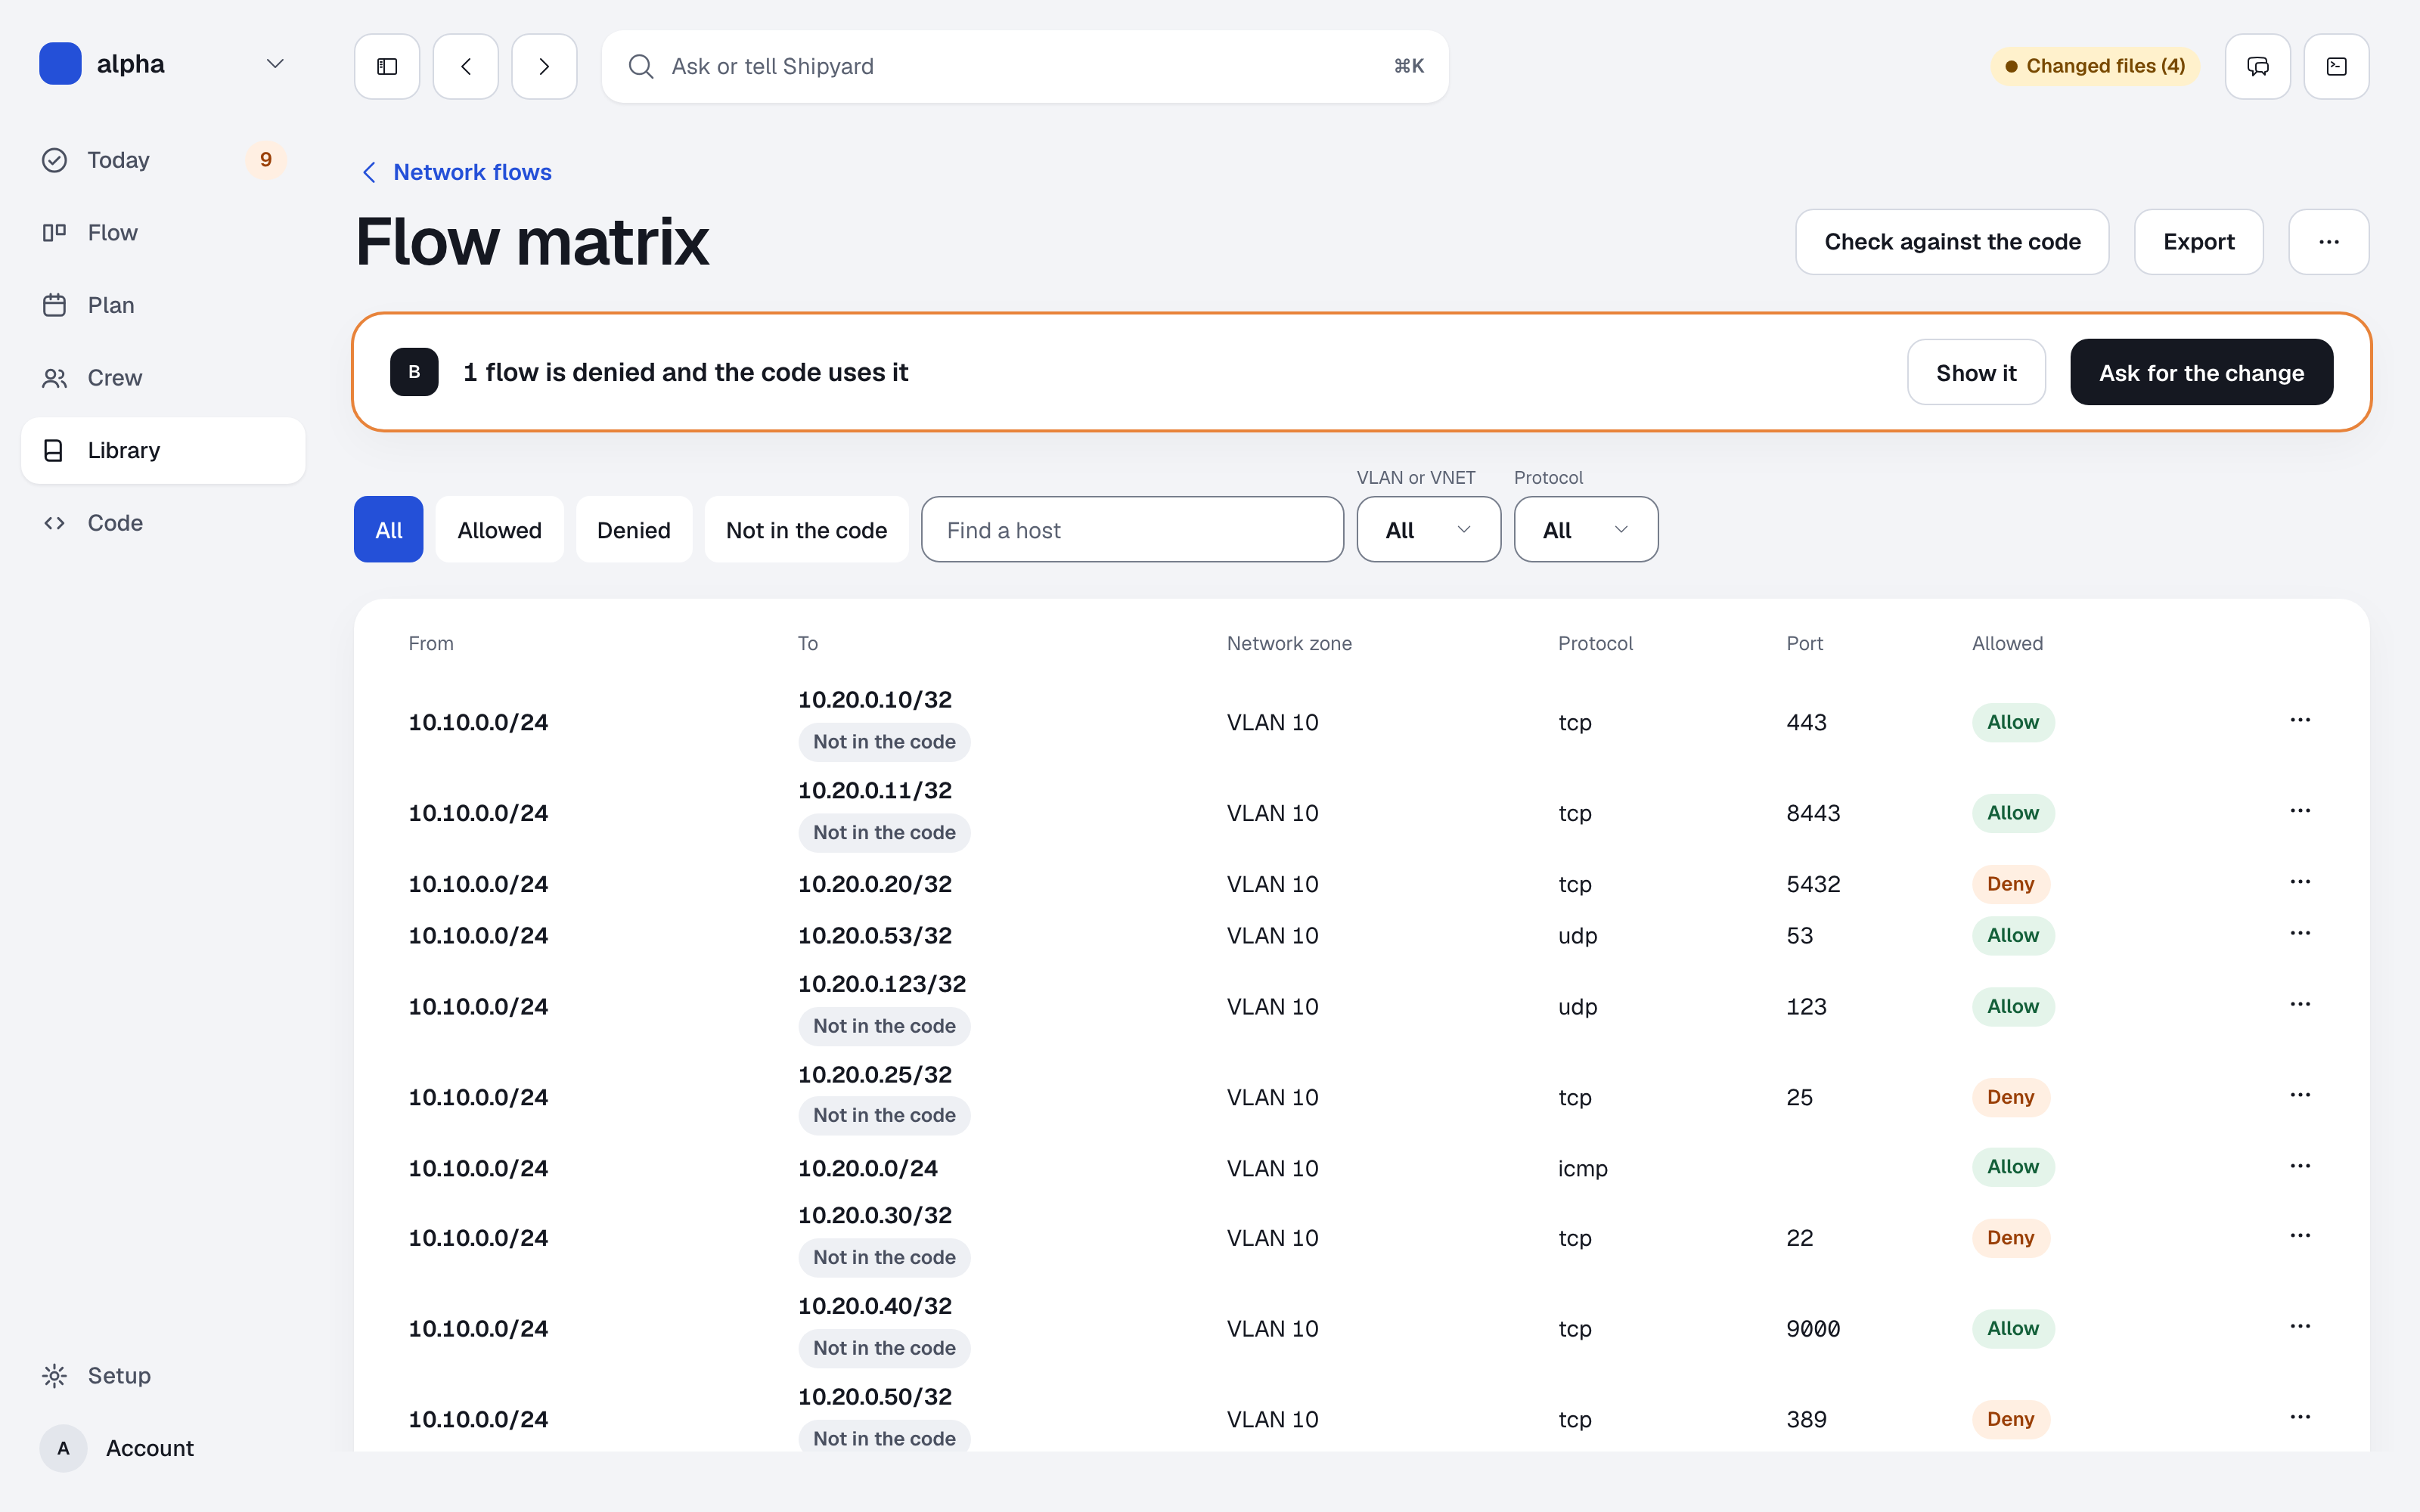 alpha
Ask or tell Shipyard ⌘K
Changed files (4)
Today 9
Flow
Plan
Crew
Library
Code
Setup
A Account
Network flows
Flow matrix
Check against the code Export
B 1 flow is denied and the code uses it Show it Ask for the change
VLAN or VNET Protocol
All Allowed Denied Not in the code Find a host All All
From To Network zone Protocol Port Allowed
10.10.0.0/24 10.20.0.10/32 VLAN 10 tcp 443 Allow
Not in the code
10.10.0.0/24 10.20.0.11/32 VLAN 10 tcp 8443 Allow
Not in the code
10.10.0.0/24 10.20.0.20/32 VLAN 10 tcp 5432 Deny
10.10.0.0/24 10.20.0.53/32 VLAN 10 udp 53 Allow
10.10.0.0/24 10.20.0.123/32 VLAN 10 udp 123 Allow
Not in the code
10.10.0.0/24 10.20.0.25/32 VLAN 10 tcp 25 Deny
Not in the code
10.10.0.0/24 10.20.0.0/24 VLAN 10 icmp Allow
10.10.0.0/24 10.20.0.30/32 VLAN 10 tcp 22 Deny
Not in the code
10.10.0.0/24 10.20.0.40/32 VLAN 10 tcp 9000 Allow
Not in the code
10.10.0.0/24 10.20.0.50/32 VLAN 10 tcp 389 Deny
Not in the code